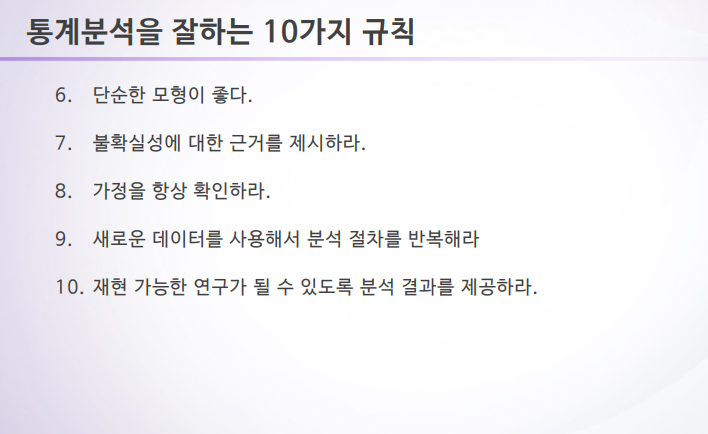 통계분석을 잘하는 10가지 규칙
6. 단순한 모형이 좋다.
7. 불확실성에 대한 근거를 제시하라.
8. 가정을 항상 확인하라.
9. 새로운 데이터를 사용해서 분석 절차를 반복해라
10. 재현 가능한 연구가 될 수 있도록 분석 결과를 제공하라.